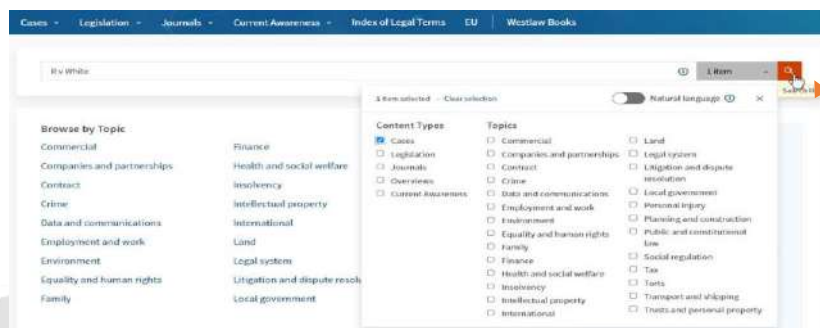 Cases Legislation Journals Current Awareness Index of Legal Terms EU Westlaw Books
R v White 1 item
1 item selected Clear selection Natural language
Browse by Topic
Commercial
Companies and partnerships
Contract
Crime
Data and communications
Employment and work
Environment
Equality and human rights
Family
Finance
Health and social welfare
Insolvency
Intellectual property
International
Land
Legal system
Litigation and dispute resolu
Local government
Content Types
Cases
Legislation
Journals
Overviews
Current Awareness
Topics
Commercial
Companies and partnerships
Contract
Crime
Data and communications
Employment and work
Environment
Equality and human rights
Family
Finance
Health and social welfare
Insolvency
Intellectual property
International
Land
Legal system
Litigation and dispute
resolution
Local government
Personal injury
Planning and construction
Public and constitutional
law
Social regulation
Tax
Torts
Transport and shipping
Trusts and personal property